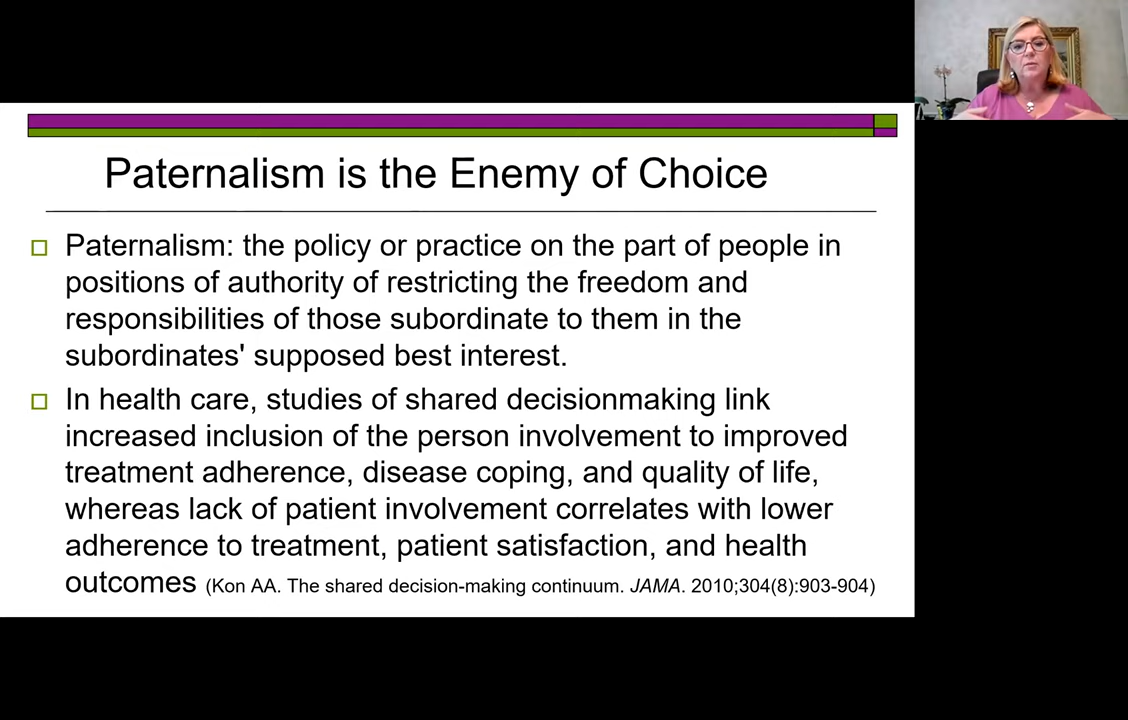 Paternalism is the Enemy of Choice
Paternalism: the policy or practice on the part of people in
positions of authority of restricting the freedom and
responsibilities of those subordinate to them in the
subordinates' supposed best interest.
In health care, studies of shared decisionmaking link
increased inclusion of the person involvement to improved
treatment adherence, disease coping, and quality of life,
whereas lack of patient involvement correlates with lower
adherence to treatment, patient satisfaction, and health
outcomes (Kon AA. The shared decision-making continuum. JAMA. 2010;304(8):903-904)